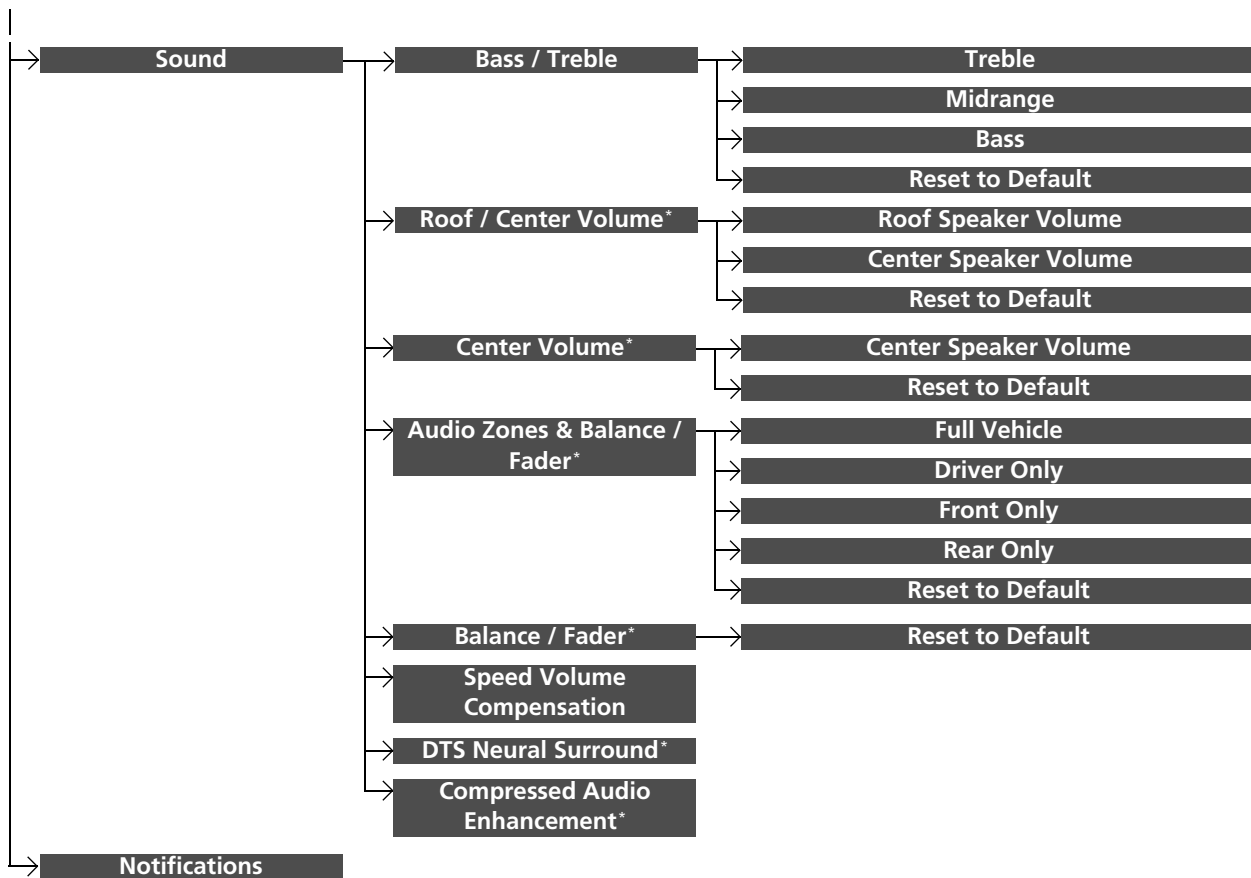 Sound
Bass / Treble
Treble
Midrange
Bass
Reset to Default
Roof / Center Volume*
Roof Speaker Volume
Center Speaker Volume
Reset to Default
Center Volume*
Center Speaker Volume
Reset to Default
Audio Zones & Balance /
Fader*
Full Vehicle
Driver Only
Front Only
Rear Only
Reset to Default
Balance / Fader*
Reset to Default
Speed Volume
Compensation
DTS Neural Surround*
Compressed Audio
Enhancement*
Notifications